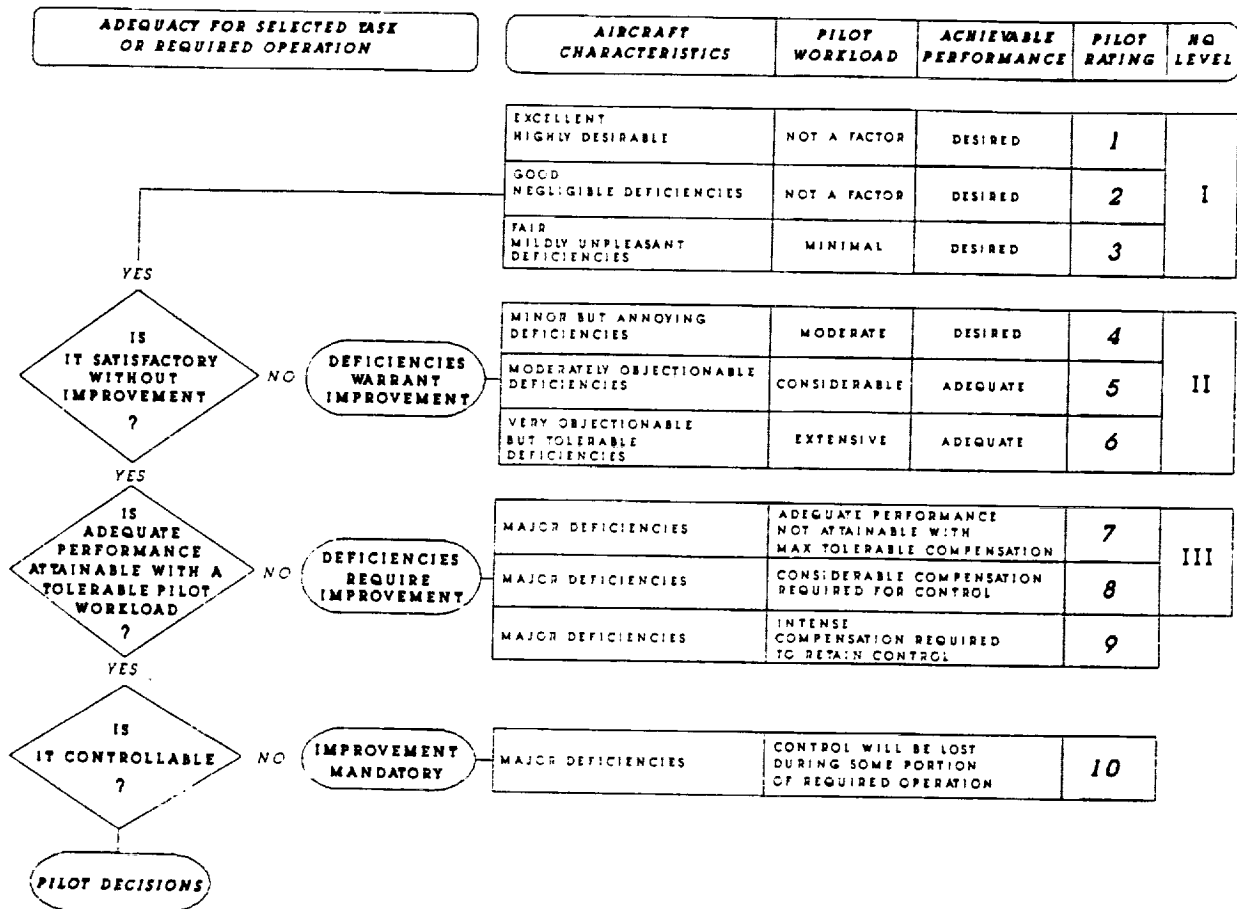 ADEQUACY FOR SELECTED TASK
OR REQUIRED OPERATION
AIRCRAFT
CHARACTERISTICS
PILOT
WORKLOAD
ACHIEVABLE
PERFORMANCE
PILOT
RATING
HQ
LEVEL
EXCELLENT
HIGHLY DESIRABLE
NOT A FACTOR
DESIRED
1
GOOD
NEGLIGIBLE DEFICIENCIES
NOT A FACTOR
DESIRED
2
I
FAIR
MILDLY UNPLEASANT
DEFICIENCIES
MINIMAL
DESIRED
3
YES
IS
IT SATISFACTORY
WITHOUT
IMPROVEMENT
?
NO
DEFICIENCIES
WARRANT
IMPROVEMENT
MINOR BUT ANNOYING
DEFICIENCIES
MODERATE
DESIRED
4
MODERATELY OBJECTIONABLE
DEFICIENCIES
CONSIDERABLE
ADEQUATE
5
II
VERY OBJECTIONABLE
BUT TOLERABLE
DEFICIENCIES
EXTENSIVE
ADEQUATE
6
YES
IS
ADEQUATE
PERFORMANCE
ATTAINABLE WITH A
TOLERABLE PILOT
WORKLOAD
?
NO
DEFICIENCIES
REQUIRE
IMPROVEMENT
MAJOR DEFICIENCIES
ADEQUATE PERFORMANCE
NOT ATTAINABLE WITH
MAX TOLERABLE COMPENSATION
7
III
MAJOR DEFICIENCIES
CONSIDERABLE COMPENSATION
REQUIRED FOR CONTROL
8
MAJOR DEFICIENCIES
INTENSE
COMPENSATION REQUIRED
TO RETAIN CONTROL
9
YES
IS
IT CONTROLLABLE
?
NO
IMPROVEMENT
MANDATORY
MAJOR DEFICIENCIES
CONTROL WILL BE LOST
DURING SOME PORTION
OF REQUIRED OPERATION
10
PILOT DECISIONS